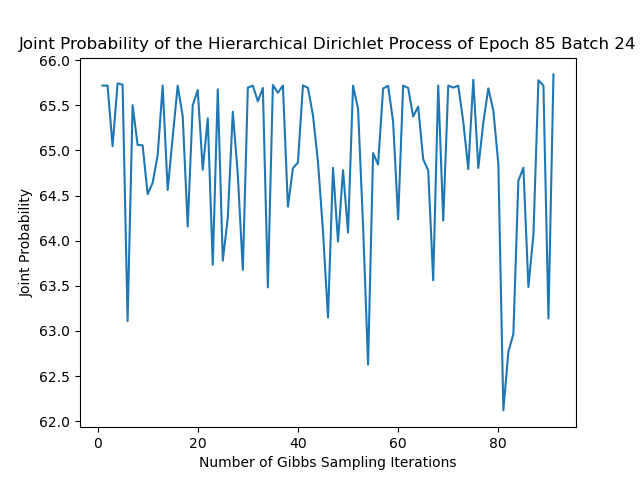 Joint Probability of the Hierarchical Dirichlet Process of Epoch 85 Batch 24
66.0
65.5
65.0
64.5
64.0
63.5
63.0
62.5
62.0
Joint Probability
0 20 40 60 80
Number of Gibbs Sampling Iterations